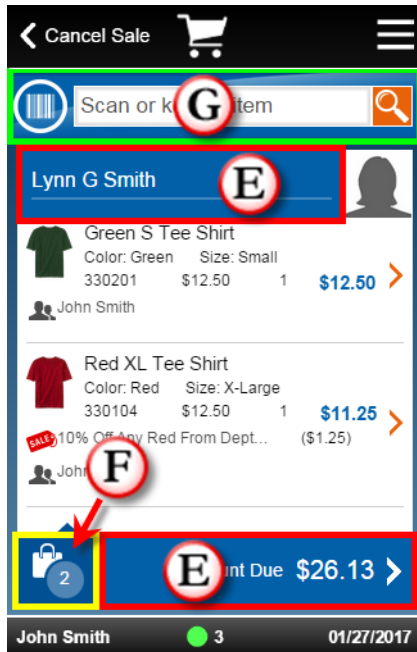 Cancel Sale
Scan or k G item
Lynn G Smith E
Green S Tee Shirt
Color: Green Size: Small
330201 $12.50 1 $12.50
John Smith
Red XL Tee Shirt
Color: Red Size: X-Large
330104 $12.50 1 $11.25
SALE 10% Off Any Red From Dept... ($1.25)
Joh
F
2 E unt Due $26.13
John Smith 3 01/27/2017